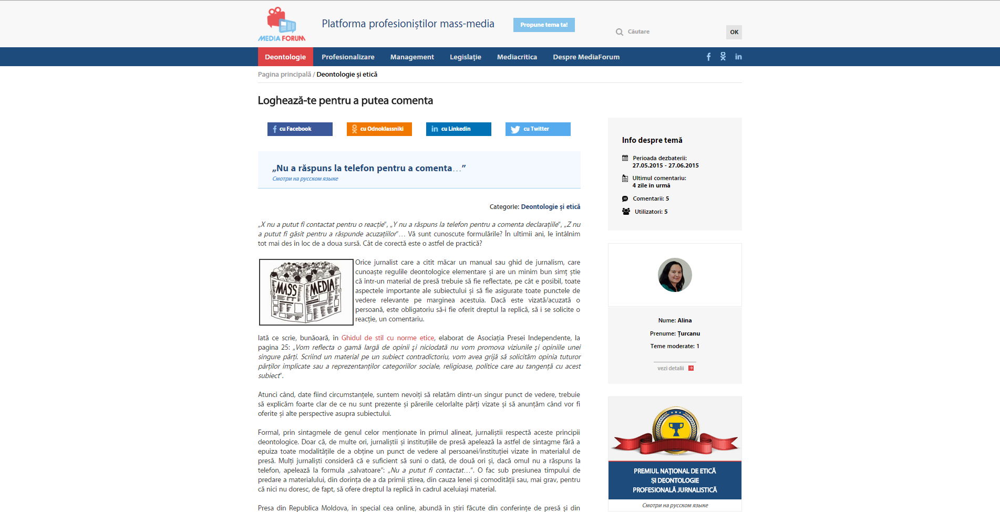 MEDIA FORUM
Platforma profesioniștilor mass-media
Propune tema ta!
Căutare
OK
Deontologie
Profesionalizare
Management
Legislaţie
Mediacritica
Despre MediaForum
in
Pagina principală / Deontologie și etică
Loghează-te pentru a putea comenta
cu Facebook
cu Odnoklassniki
in cu Linkedin
cu Twitter
„Nu a răspuns la telefon pentru a comenta…”
Смотри на русском языке
Categorie: Deontologie și etică
„X nu a putut fi contactat pentru o reacție”, „Y nu a răspuns la telefon pentru a comenta declarațiile”, „Z nu
a putut fi găsit pentru a răspunde acuzațiilor”… Vă sunt cunoscute formulările? În ultimii ani, le întâlnim
tot mai des în loc de a doua sursă. Cât de corectă este o astfel de practică?
MASS MEDIA
Orice jurnalist care a citit măcar un manual sau ghid de jurnalism, care
cunoaște regulile deontologice elementare și are un minim bun simț știe
că într-un material de presă trebuie să fie reflectate, pe cât e posibil, toate
aspectele importante ale subiectului și să fie asigurate toate punctele de
vedere relevante pe marginea acestuia. Dacă este vizată/acuzată o
persoană, este obligatoriu să-i fie oferit dreptul la replică, să i se solicite o
reacție, un comentariu.
Iată ce scrie, bunăoară, în Ghidul de stil cu norme etice, elaborat de Asociația Presei Independente, la
pagina 25: „Vom reflecta o gamă largă de opinii şi niciodată nu vom promova viziunile şi opiniile unei
singure părți. Scriind un material pe un subiect contradictoriu, vom avea grijă să solicităm opinia tuturor
părților implicate sau a reprezentanților categoriilor sociale, religioase, politice care au tangență cu acest
subiect”.
Atunci când, date fiind circumstanțele, suntem nevoiți să relatăm dintr-un singur punct de vedere, trebuie
să explicăm foarte clar de ce nu sunt prezente și părerile celorlalte părți vizate și să anunțăm când vor fi
oferite și alte perspective asupra subiectului.
Formal, prin sintagmele de genul celor menționate în primul alineat, jurnaliștii respectă aceste principii
deontologice. Doar că, de multe ori, jurnaliștii și instituțiile de presă apelează la astfel de sintagme fără a
epuiza toate modalitățile de a obține un punct de vedere al persoanei/instituției vizate în materialul de
presă. Mulți jurnaliști consideră că e suficient să suni o dată, de două ori și, dacă omul nu a răspuns la
telefon, apelează la formula „salvatoare”: „Nu a putut fi contactat…”. O fac sub presiunea timpului de
predare a materialului, din dorința de a da primii știrea, din cauza lenei și comodității sau, mai grav, pentru
că nici nu doresc, de fapt, să ofere dreptul la replică în cadrul aceluiași material.
Presa din Republica Moldova, în special cea online, abundă în știri făcute din conferințe de presă și din
Info despre temă
Perioada dezbaterii:
27.05.2015 - 27.06.2015
Ultimul comentariu:
4 zile in urmă
Comentarii: 5
Utilizatori: 5
Nume: Alina
Prenume: Țurcanu
Teme moderate: 1
vezi detalii
PREMIUL NAŢIONAL DE ETICĂ
ŞI DEONTOLOGIE
PROFESIONALĂ JURNALISTICĂ
Смотри на русском языке